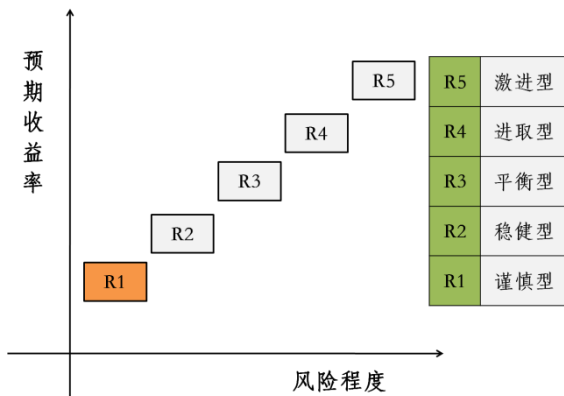 预期收益率
R5
R4
R3
R2
R1
风险程度
R5 激进型
R4 进取型
R3 平衡型
R2 稳健型
R1 谨慎型